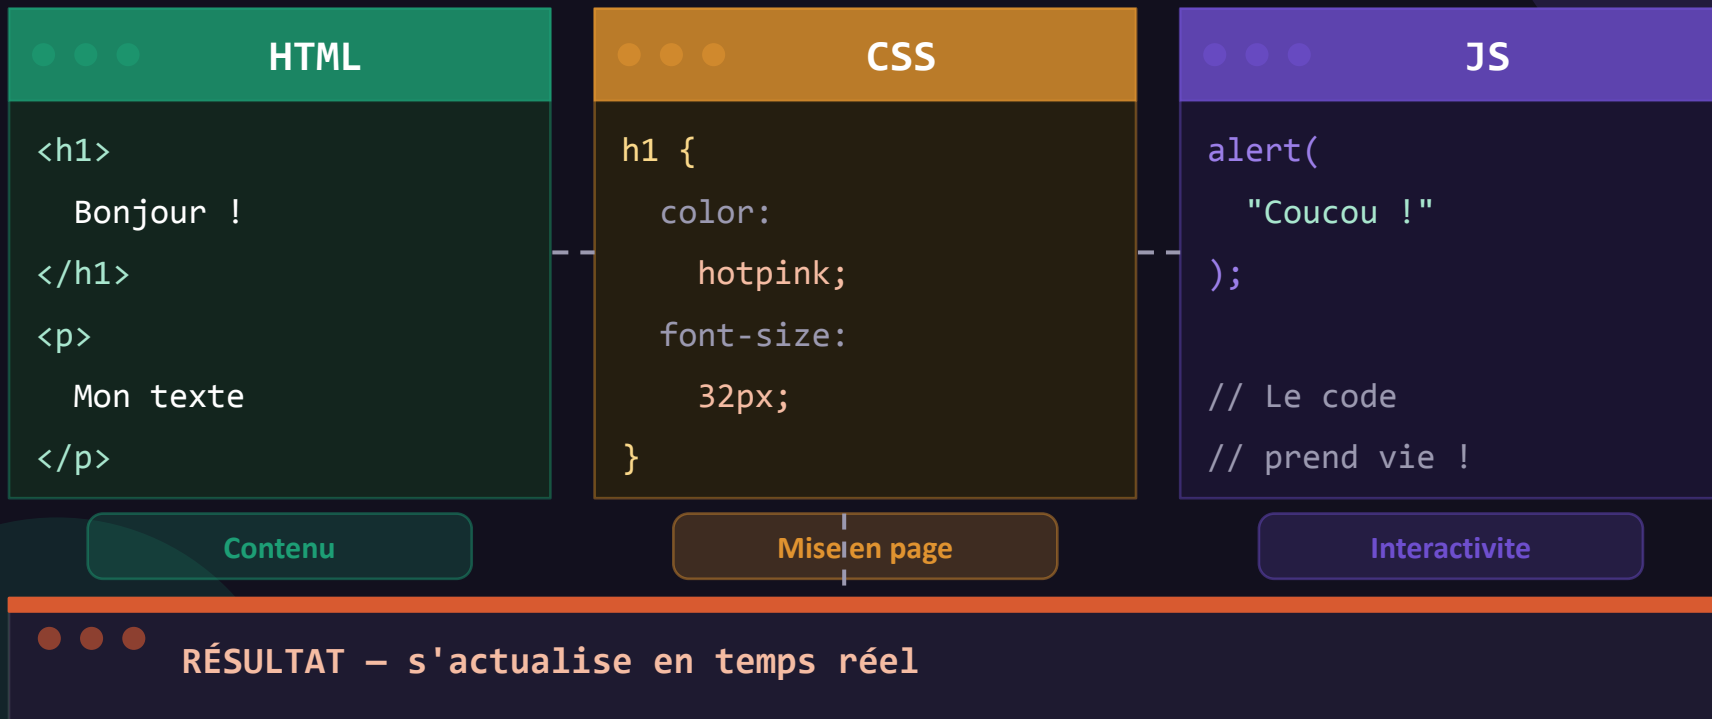 HTML
<h1>
Bonjour !
</h1>
<p>
Mon texte
</p>
Contenu
CSS
h1 {
color:
hotpink;
font-size:
32px;
}
Mise en page
JS
alert(
"Coucou !"
);
// Le code
// prend vie !
Interactivite
RÉSULTAT — s'actualise en temps réel